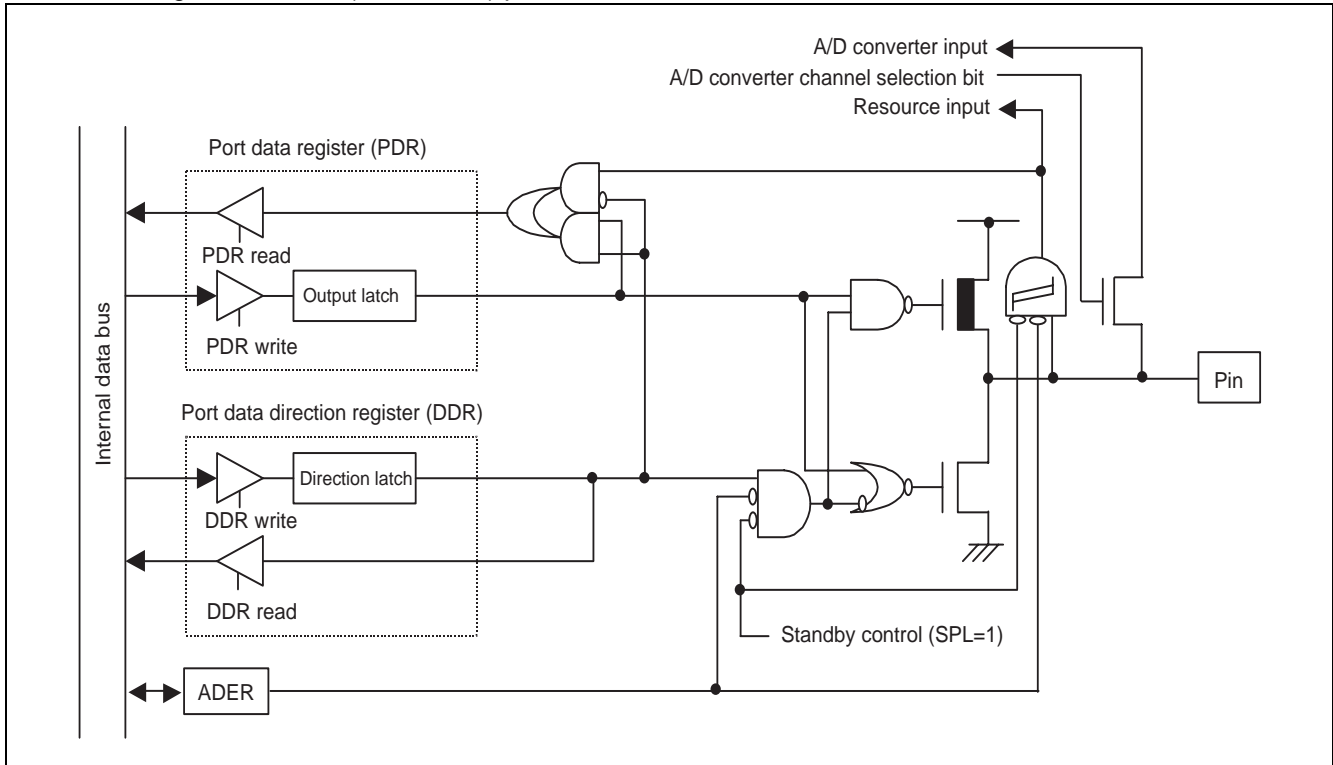 A/D converter input
A/D converter channel selection bit
Resource input
Port data register (PDR)
PDR read
Output latch
PDR write
Internal data bus
Pin
Port data direction register (DDR)
Direction latch
DDR write
DDR read
Standby control (SPL=1)
ADER